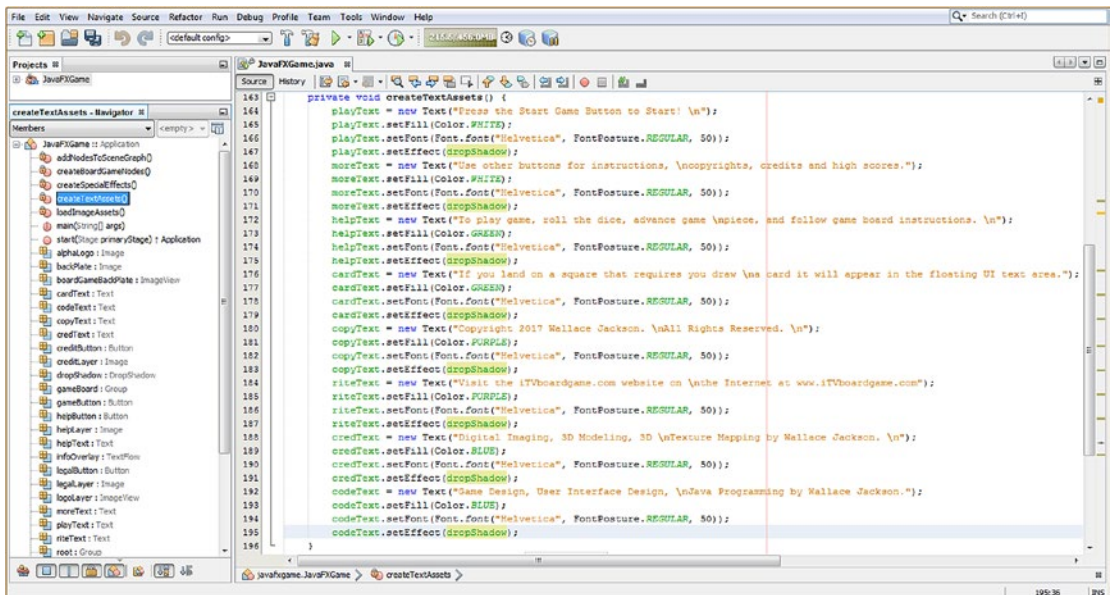 File Edit View Navigate Source Refactor Run Debug Profile Team Tools Window Help
Search (Ctrl+I)
<default config>
Projects
JavaFXGame
createTextAssets - Navigator
Members
<empty>
JavaFXGame :: Application
addNodesToSceneGraph()
createBoardGameNodes()
createSpecialEffects()
createTextAssets()
loadImageAssets()
main(String[] args)
start(Stage primaryStage) ↑ Application
alphaLogo : Image
backPlate : Image
boardGameBackPlate : ImageView
cardText : Text
codeText : Text
copyText : Text
credText : Text
creditButton : Button
creditLayer : Image
dropShadow : DropShadow
gameBoard : Group
gameButton : Button
helpButton : Button
helpLayer : Image
helpText : Text
infoOverlay : TextFlow
legalButton : Button
legalLayer : Image
logoLayer : ImageView
moreText : Text
playText : Text
riteText : Text
root : Group
JavaFXGame.java
Source History
163 private void createTextAssets() {
164 playText = new Text("Press the Start Game Button to Start! \n");
165 playText.setFill(Color.WHITE);
166 playText.setFont(Font.font("Helvetica", FontPosture.REGULAR, 50));
167 playText.setEffect(dropShadow);
168 moreText = new Text("Use other buttons for instructions, \ncopyrights, credits and high scores.");
169 moreText.setFill(Color.WHITE);
170 moreText.setFont(Font.font("Helvetica", FontPosture.REGULAR, 50));
171 moreText.setEffect(dropShadow);
172 helpText = new Text("To play game, roll the dice, advance game \npiece, and follow game board instructions. \n");
173 helpText.setFill(Color.GREEN);
174 helpText.setFont(Font.font("Helvetica", FontPosture.REGULAR, 50));
175 helpText.setEffect(dropShadow);
176 cardText = new Text("If you land on a square that requires you draw \na card it will appear in the floating UI text area.");
177 cardText.setFill(Color.GREEN);
178 cardText.setFont(Font.font("Helvetica", FontPosture.REGULAR, 50));
179 cardText.setEffect(dropShadow);
180 copyText = new Text("Copyright 2017 Wallace Jackson. \nAll Rights Reserved. \n");
181 copyText.setFill(Color.PURPLE);
182 copyText.setFont(Font.font("Helvetica", FontPosture.REGULAR, 50));
183 copyText.setEffect(dropShadow);
184 riteText = new Text("Visit the iTVboardgame.com website on \nthe Internet at www.iTVboardgame.com");
185 riteText.setFill(Color.PURPLE);
186 riteText.setFont(Font.font("Helvetica", FontPosture.REGULAR, 50));
187 riteText.setEffect(dropShadow);
188 credText = new Text("Digital Imaging, 3D Modeling, 3D \nTexture Mapping by Wallace Jackson. \n");
189 credText.setFill(Color.BLUE);
190 credText.setFont(Font.font("Helvetica", FontPosture.REGULAR, 50));
191 credText.setEffect(dropShadow);
192 codeText = new Text("Game Design, User Interface Design, \nJava Programming by Wallace Jackson.");
193 codeText.setFill(Color.BLUE);
194 codeText.setFont(Font.font("Helvetica", FontPosture.REGULAR, 50));
195 codeText.setEffect(dropShadow);
196 }
javafxgame.JavaFXGame > createTextAssets >
195:36 INS